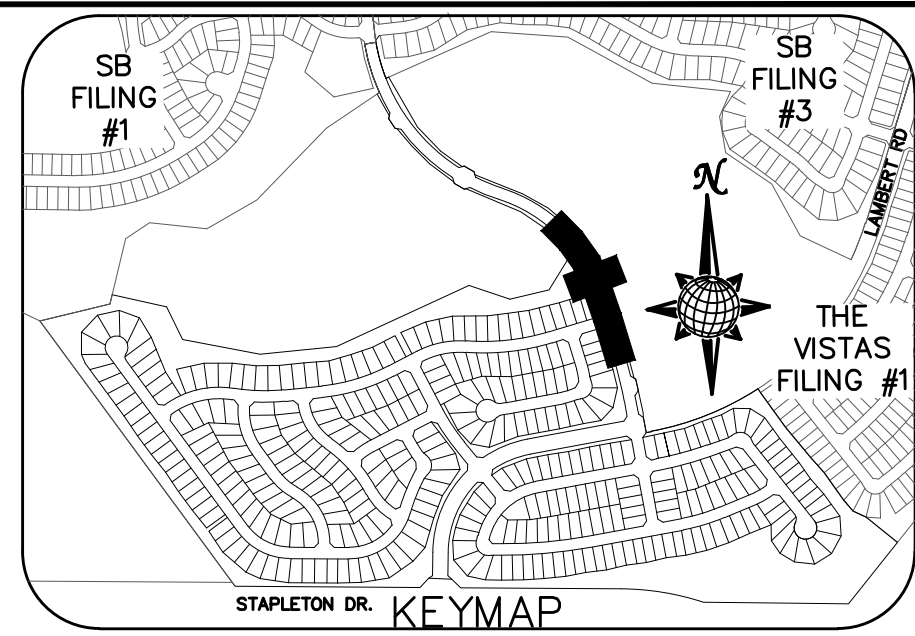 SB
FILING
#1
SB
FILING
#3
LAMBERT RD
N
THE
VISTAS
FILING #1
STAPLETON DR.
KEYMAP